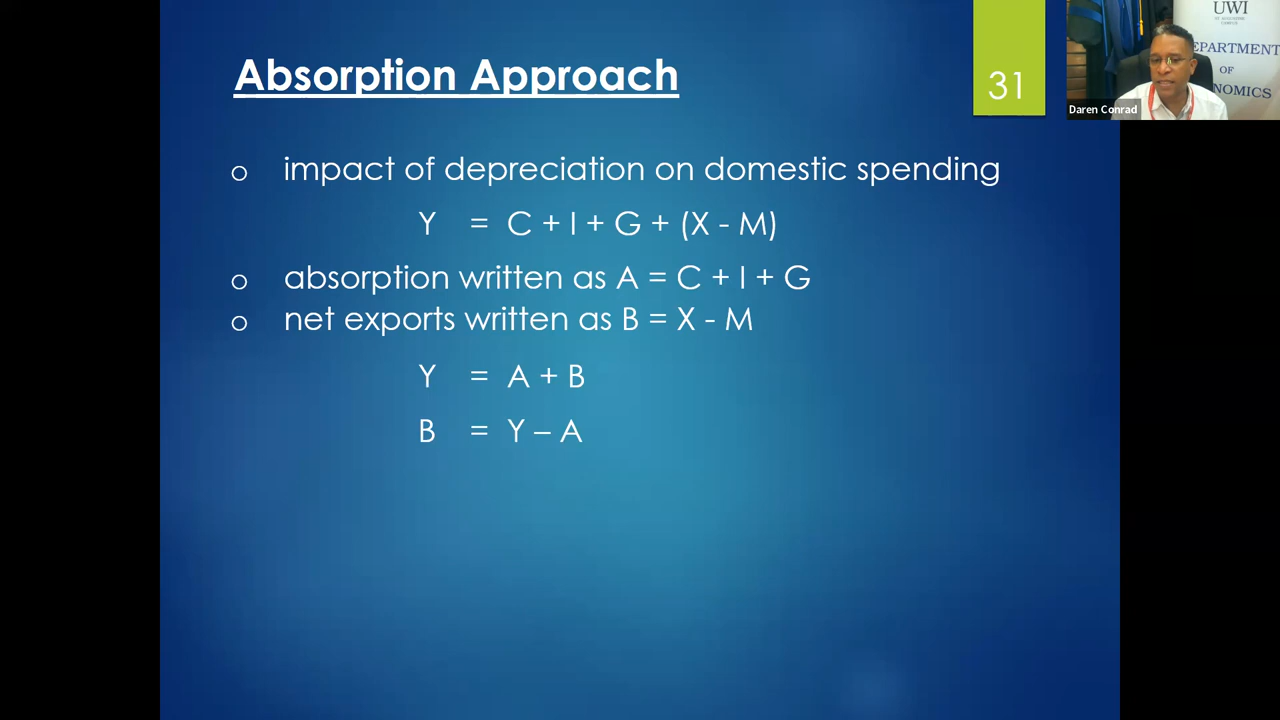 Absorption Approach
31
o impact of depreciation on domestic spending
Y = C + I + G + (X - M)
o absorption written as A = C + I + G
o net exports written as B = X - M
Y = A + B
B = Y – A
UWI
EPARTMENT
OF
NOMICS
Daren Conrad